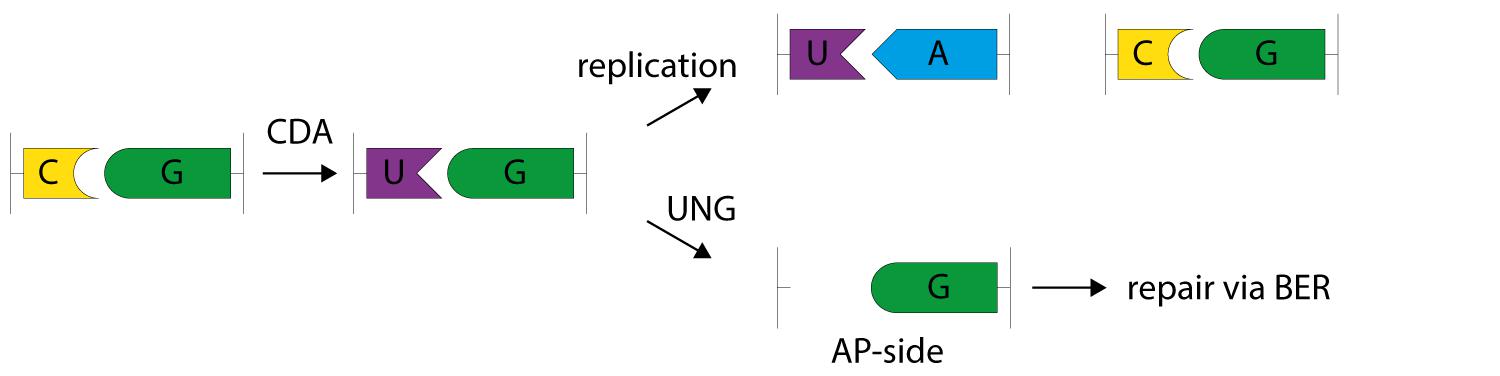 C G
CDA
U G
replication
U A
C G
UNG
G
AP-side
repair via BER